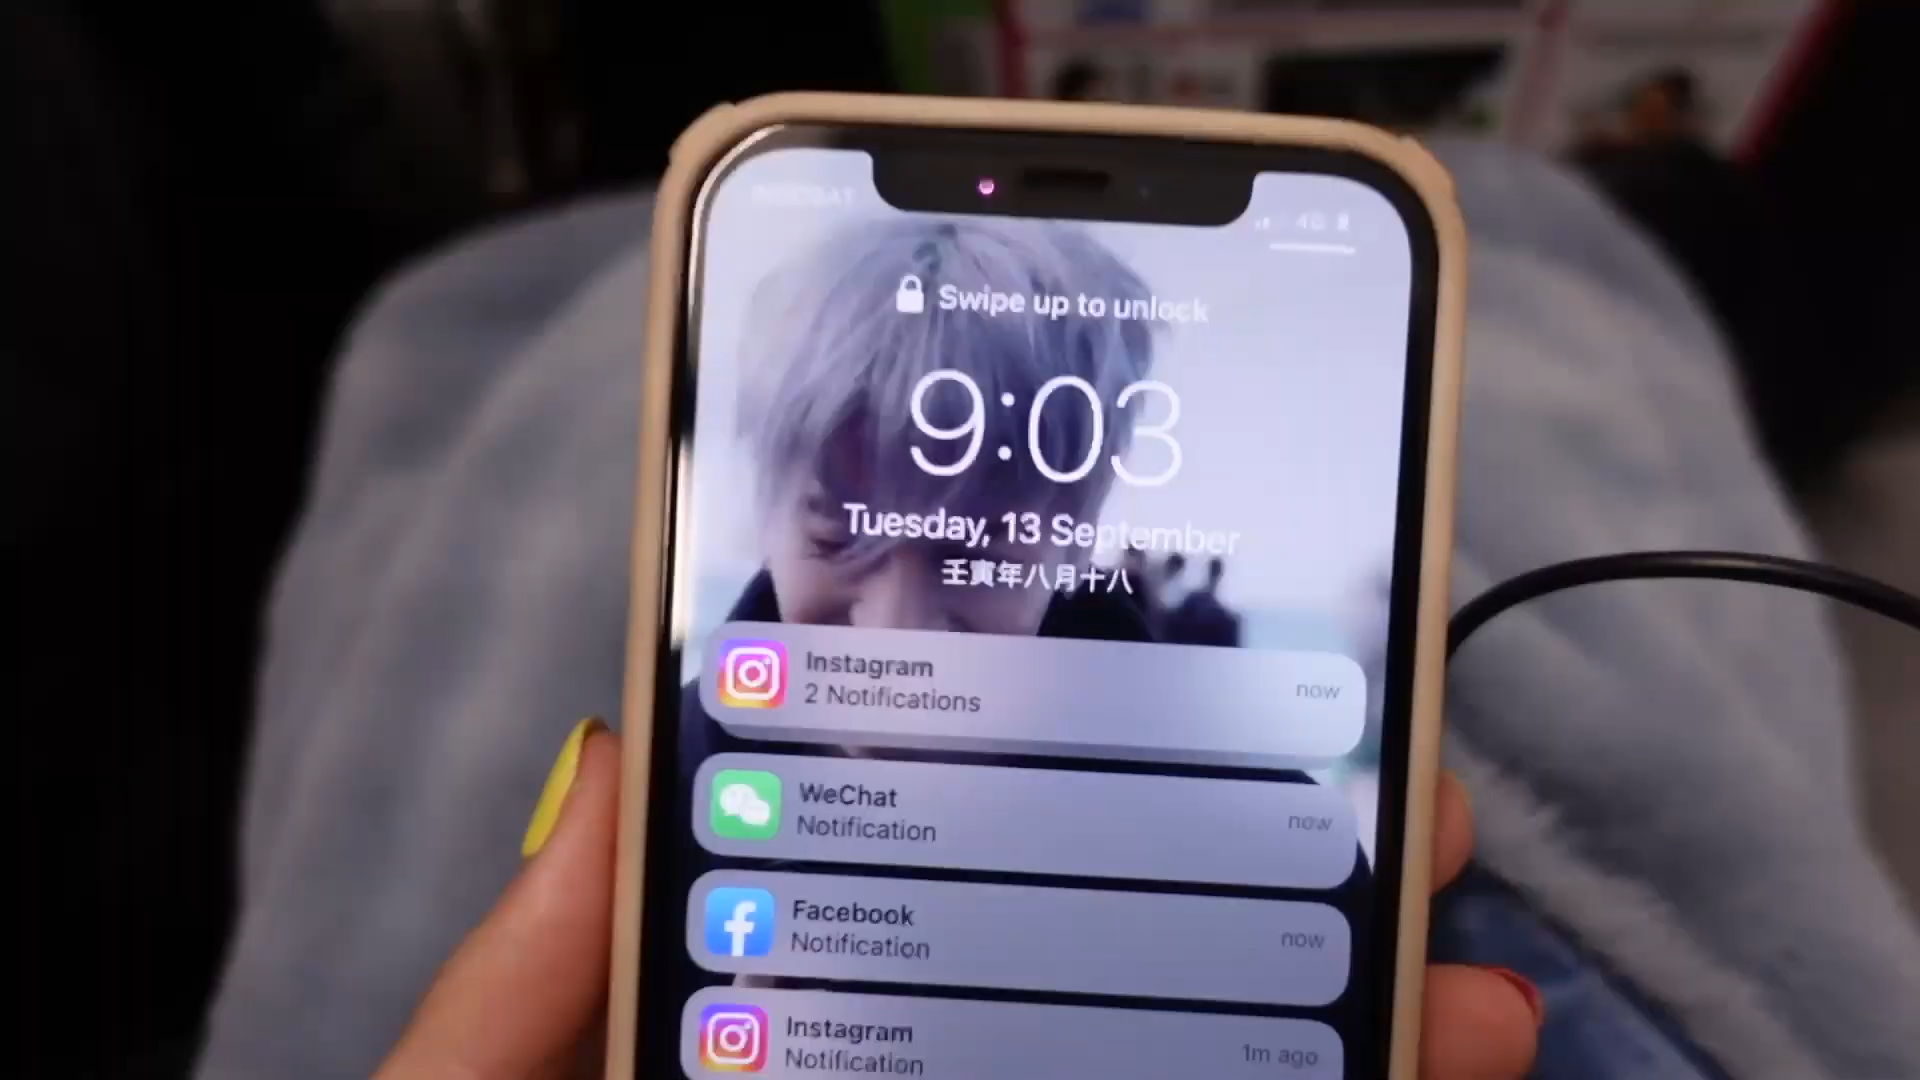 4G
Swipe up to unlock
9:03
Tuesday, 13 September
壬寅年八月十八
Instagram
2 Notifications
now
WeChat
Notification
now
Facebook
Notification
now
Instagram
Notification
1m ago